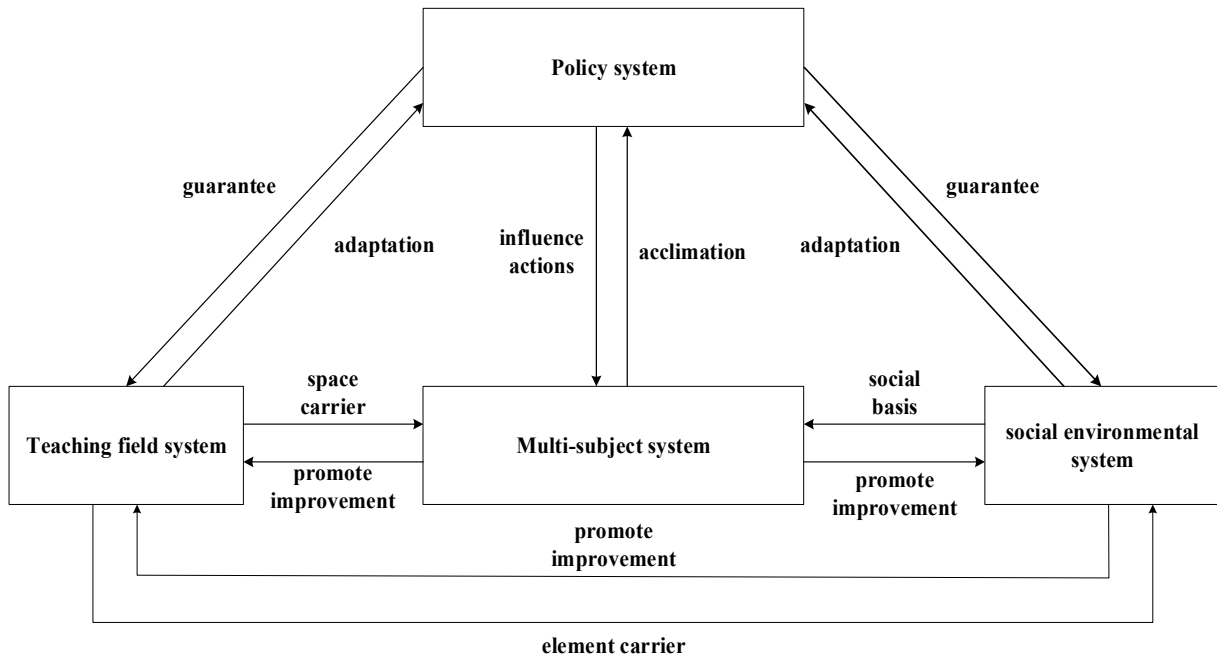 Policy system
guarantee
guarantee
adaptation
influence
actions
acclimation
adaptation
space
carrier
social
basis
Teaching field system
Multi-subject system
social environmental
system
promote
improvement
promote
improvement
promote
improvement
element carrier